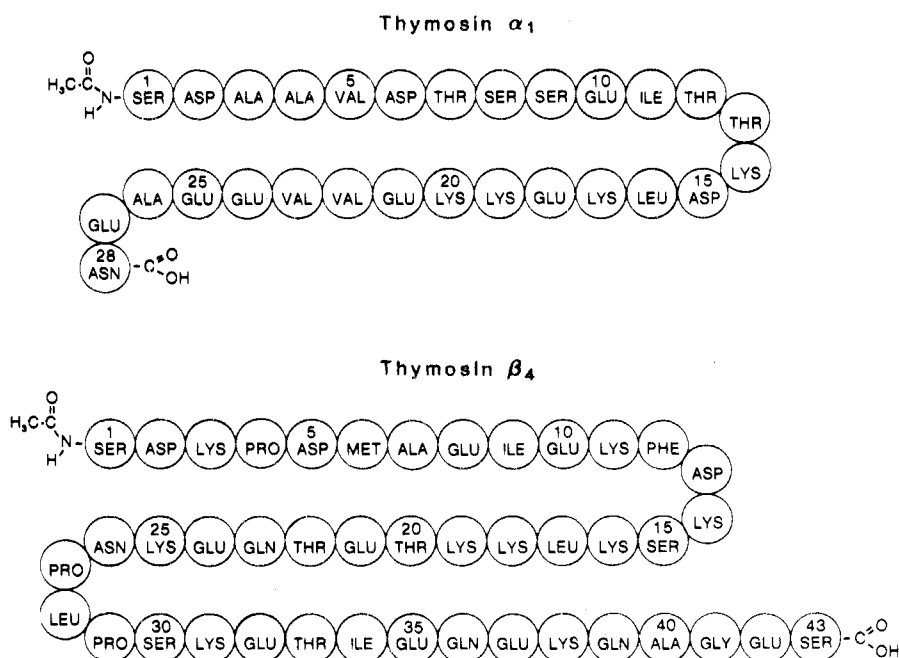 Thymosin α₁
O
H₃C·C
N
H
1 5 10
SER ASP ALA ALA VAL ASP THR SER SER GLU ILE THR
THR
LYS
25 20 15
ALA GLU GLU VAL VAL GLU LYS LYS GLU LYS LEU ASP
GLU
28
ASN
C O
OH
Thymosin β₄
O
H₃C·C
N
H
1 5 10
SER ASP LYS PRO ASP MET ALA GLU ILE GLU LYS PHE
ASP
LYS
25 20 15
ASN LYS GLU GLN THR GLU THR LYS LYS LEU LYS SER
PRO
LEU
30 35 40 43
PRO SER LYS GLU THR ILE GLU GLN GLU LYS GLN ALA GLY GLU SER
C O
OH